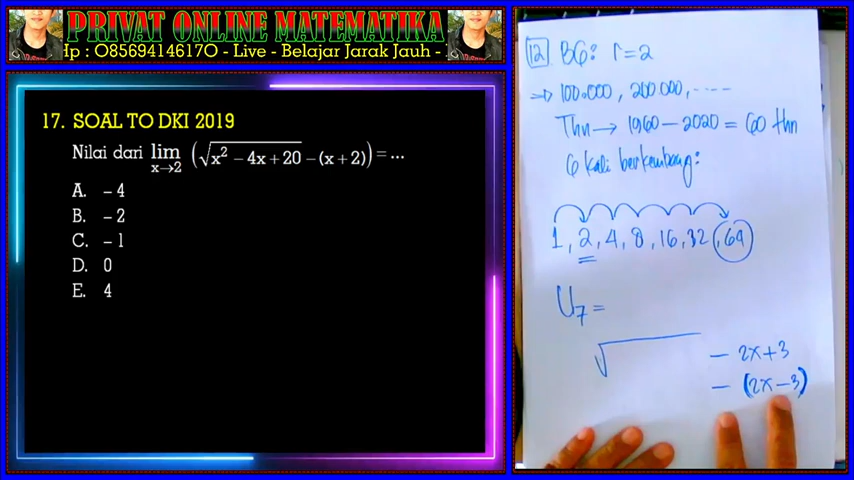 PRIVAT ONLINE MATEMATIKA
Hp : O8569414617O - Live - Belajar Jarak Jauh -
17. SOAL TO DKI 2019
Nilai dari lim x→2 (√x² − 4x + 20 − (x + 2)) = ...
A. − 4
B. − 2
C. − 1
D. 0
E. 4
12 BG: r = 2
→ 100.000, 200.000, ....
Thn → 1960 − 2020 = 60 thn
6 kali berkembang:
1, 2, 4, 8, 16, 32, 64
U₇ =
√ − 2x + 3
− (2x − 3)